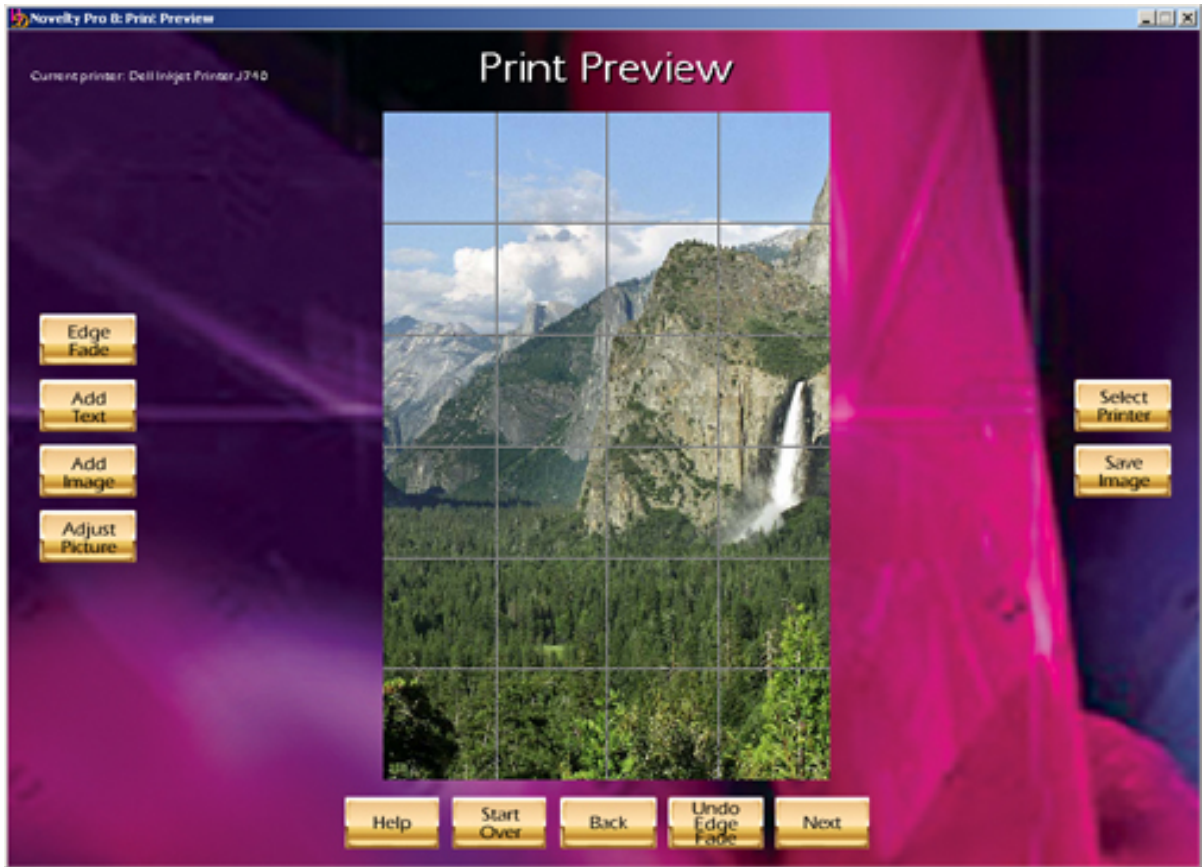 Novelty Pro 8: Print Preview
Current printer: Dell Inkjet Printer J740
Print Preview
Edge
Fade
Add
Text
Add
Image
Adjust
Picture
Select
Printer
Save
Image
Help
Start
Over
Back
Undo
Edge
Fade
Next